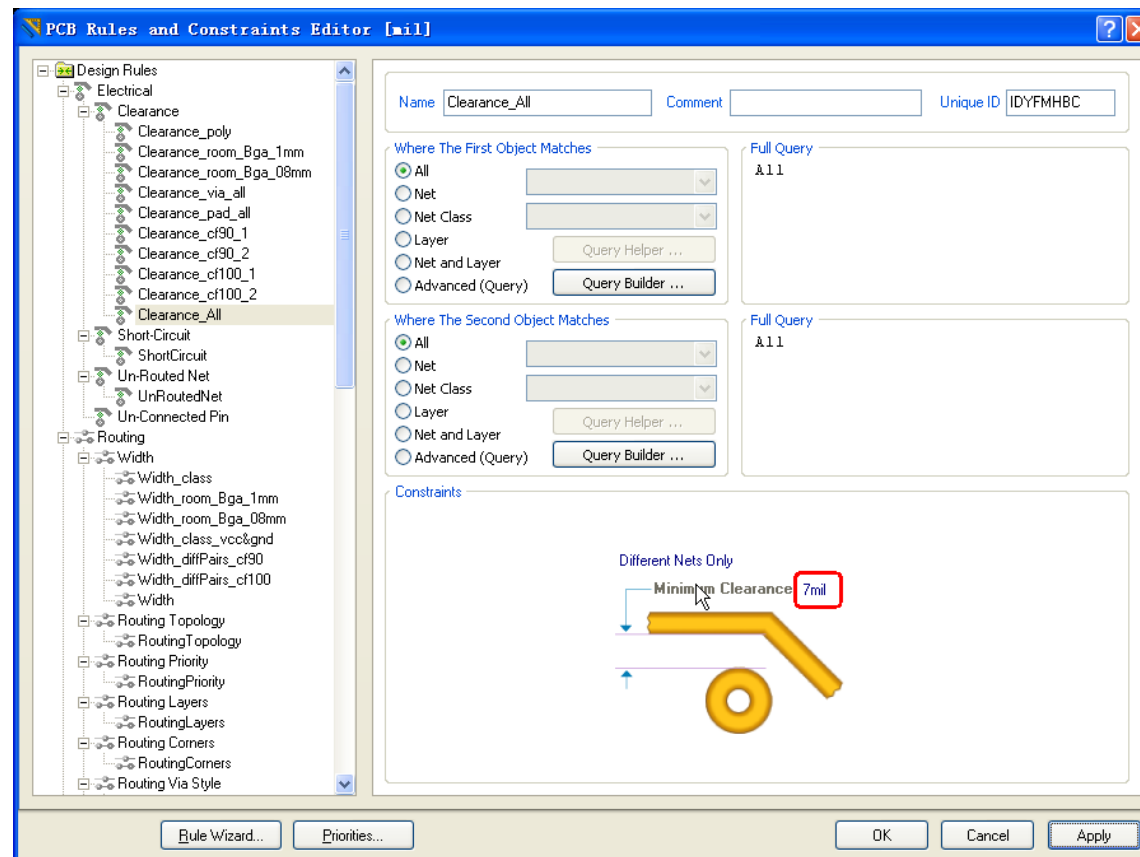 PCB Rules and Constraints Editor [mil]
Design Rules
Electrical
Clearance
Clearance_poly
Clearance_room_Bga_1mm
Clearance_room_Bga_08mm
Clearance_via_all
Clearance_pad_all
Clearance_cf90_1
Clearance_cf90_2
Clearance_cf100_1
Clearance_cf100_2
Clearance_All
Short-Circuit
ShortCircuit
Un-Routed Net
UnRoutedNet
Un-Connected Pin
Routing
Width
Width_class
Width_room_Bga_1mm
Width_room_Bga_08mm
Width_class_vcc&gnd
Width_diffPairs_cf90
Width_diffPairs_cf100
Width
Routing Topology
RoutingTopology
Routing Priority
RoutingPriority
Routing Layers
RoutingLayers
Routing Corners
RoutingCorners
Routing Via Style
Name Clearance_All Comment Unique ID IDYFMHBC
Where The First Object Matches
All
Net
Net Class
Layer
Net and Layer
Advanced (Query)
Query Helper ...
Query Builder ...
Full Query
All
Where The Second Object Matches
All
Net
Net Class
Layer
Net and Layer
Advanced (Query)
Query Helper ...
Query Builder ...
Full Query
All
Constraints
Different Nets Only
Minimum Clearance 7mil
Rule Wizard... Priorities... OK Cancel Apply